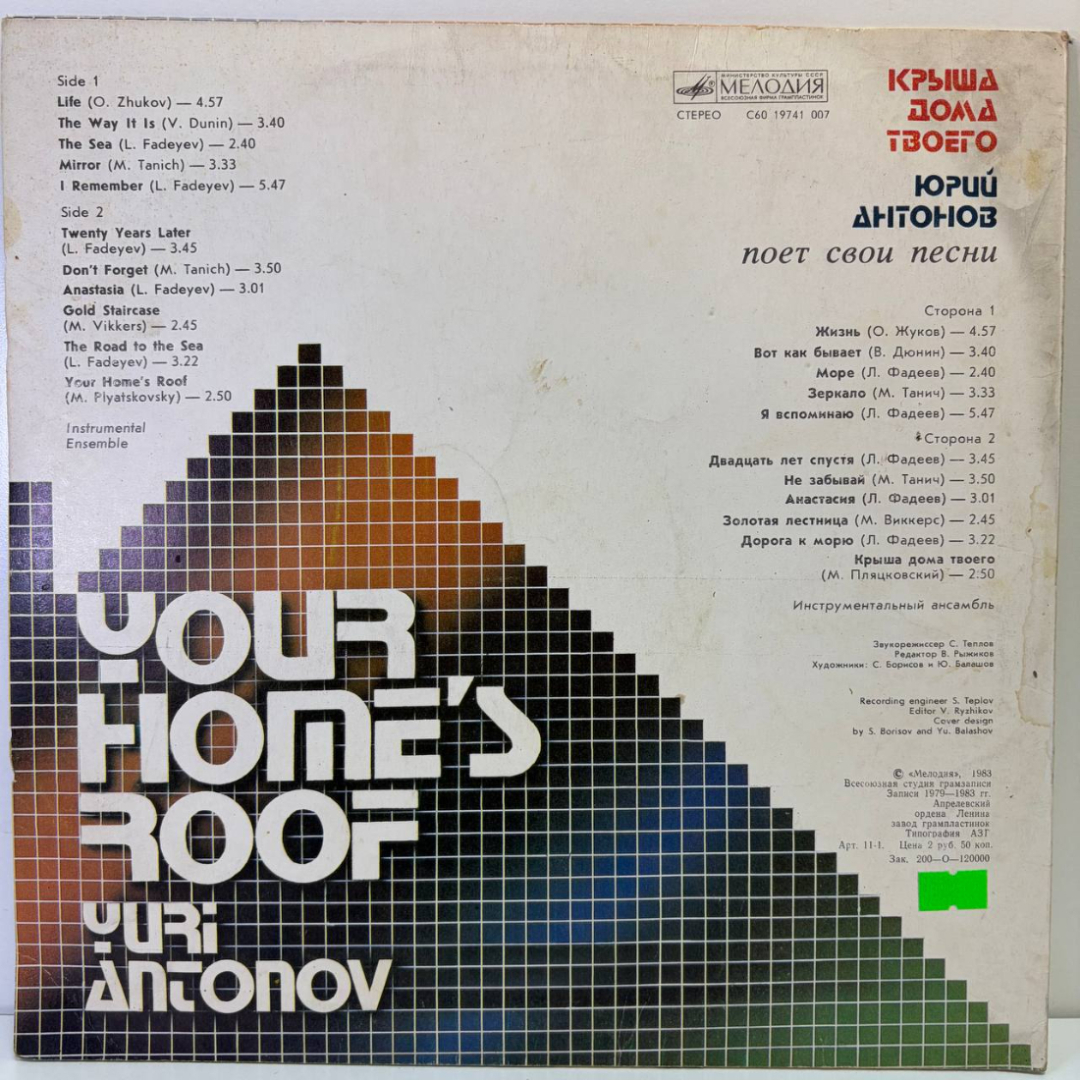 Side 1
Life (O. Zhukov) — 4.57
The Way It Is (V. Dunin) — 3.40
The Sea (L. Fadeyev) — 2.40
Mirror (M. Tanich) — 3.33
I Remember (L. Fadeyev) — 5.47
Side 2
Twenty Years Later
(L. Fadeyev) — 3.45
Don't Forget (M. Tanich) — 3.50
Anastasia (L. Fadeyev) — 3.01
Gold Staircase
(M. Vikkers) — 2.45
The Road to the Sea
(L. Fadeyev) — 3.22
Your Home's Roof
(M. Plyatskovsky) — 2.50
Instrumental
Ensemble
YOUR
HOME'S
ROOF
YURI
ANTONOV
МИНИСТЕРСТВО КУЛЬТУРЫ СССР
МЕЛОДИЯ
ВСЕСОЮЗНАЯ ФИРМА ГРАМПЛАСТИНОК
СТЕРЕО С60 19741 007
КРЫША
ДОМА
ТВОЕГО
ЮРИЙ
АНТОНОВ
поет свои песни
Сторона 1
Жизнь (О. Жуков) — 4.57
Вот как бывает (В. Дюнин) — 3.40
Море (Л. Фадеев) — 2.40
Зеркало (М. Танич) — 3.33
Я вспоминаю (Л. Фадеев) — 5.47
Сторона 2
Двадцать лет спустя (Л. Фадеев) — 3.45
Не забывай (М. Танич) — 3.50
Анастасия (Л. Фадеев) — 3.01
Золотая лестница (М. Виккерс) — 2.45
Дорога к морю (Л. Фадеев) — 3.22
Крыша дома твоего
(М. Пляцковский) — 2.50
Инструментальный ансамбль
Звукорежиссер С. Теплов
Редактор В. Рыжиков
Художники: С. Борисов и Ю. Балашов
Recording engineer S. Teplov
Editor V. Ryzhikov
Cover design
by S. Borisov and Yu. Balashov
© «Мелодия», 1983
Всесоюзная студия грамзаписи
Записи 1979—1983 гг.
Апрелевский
ордена Ленина
завод грампластинок
Типография АЗГ
Арт. 11-1. Цена 2 руб. 50 коп.
Зак. 200—О—120000